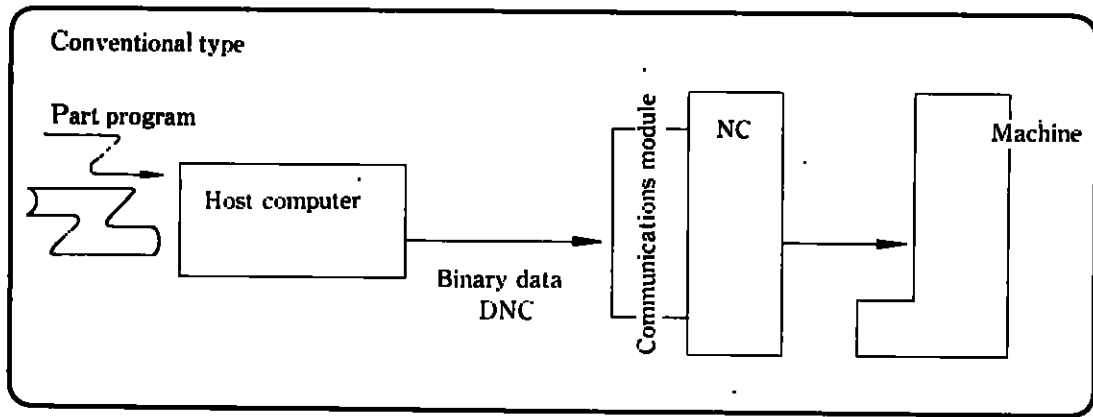 Conventional type
Part program
Host computer
Binary data
DNC
Communications module
NC
Machine